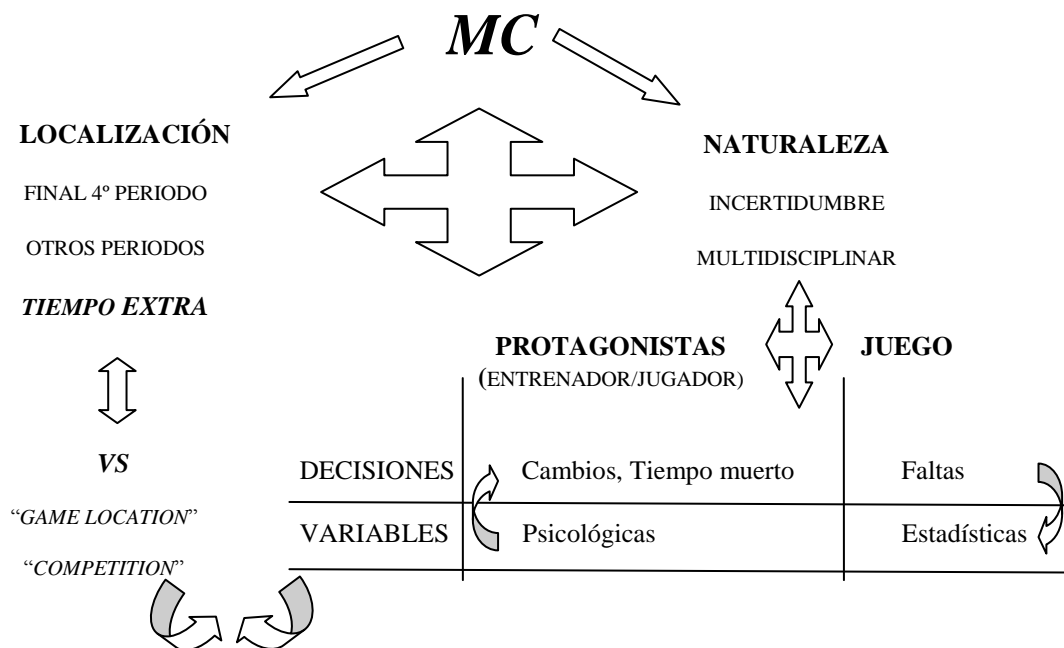 MC
LOCALIZACIÓN
FINAL 4º PERIODO
OTROS PERIODOS
TIEMPO EXTRA
VS
“GAME LOCATION”
“COMPETITION”
NATURALEZA
INCERTIDUMBRE
MULTIDISCIPLINAR
PROTAGONISTAS JUEGO
(ENTRENADOR/JUGADOR)
DECISIONES Cambios, Tiempo muerto Faltas
VARIABLES Psicológicas Estadísticas